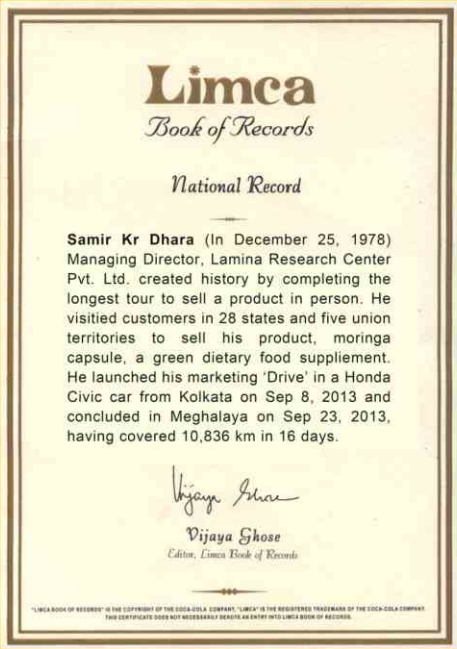 Limca
Book of Records
National Record
Samir Kr Dhara (In December 25, 1978)
Managing Director, Lamina Research Center
Pvt. Ltd. created history by completing the
longest tour to sell a product in person. He
visitied customers in 28 states and five union
territories to sell his product, moringa
capsule, a green dietary food suppliement.
He launched his marketing ‘Drive’ in a Honda
Civic car from Kolkata on Sep 8, 2013 and
concluded in Meghalaya on Sep 23, 2013,
having covered 10,836 km in 16 days.
Vijaya Ghose
Vijaya Ghose
Editor, Limca Book of Records
"LIMCA BOOK OF RECORDS" IS THE COPYRIGHT OF THE COCA-COLA COMPANY, "LIMCA" IS THE REGISTERED TRADEMARK OF THE COCA-COLA COMPANY.
THIS CERTIFICATE DOES NOT NECESSARILY DENOTE AN ENTRY INTO LIMCA BOOK OF RECORDS.